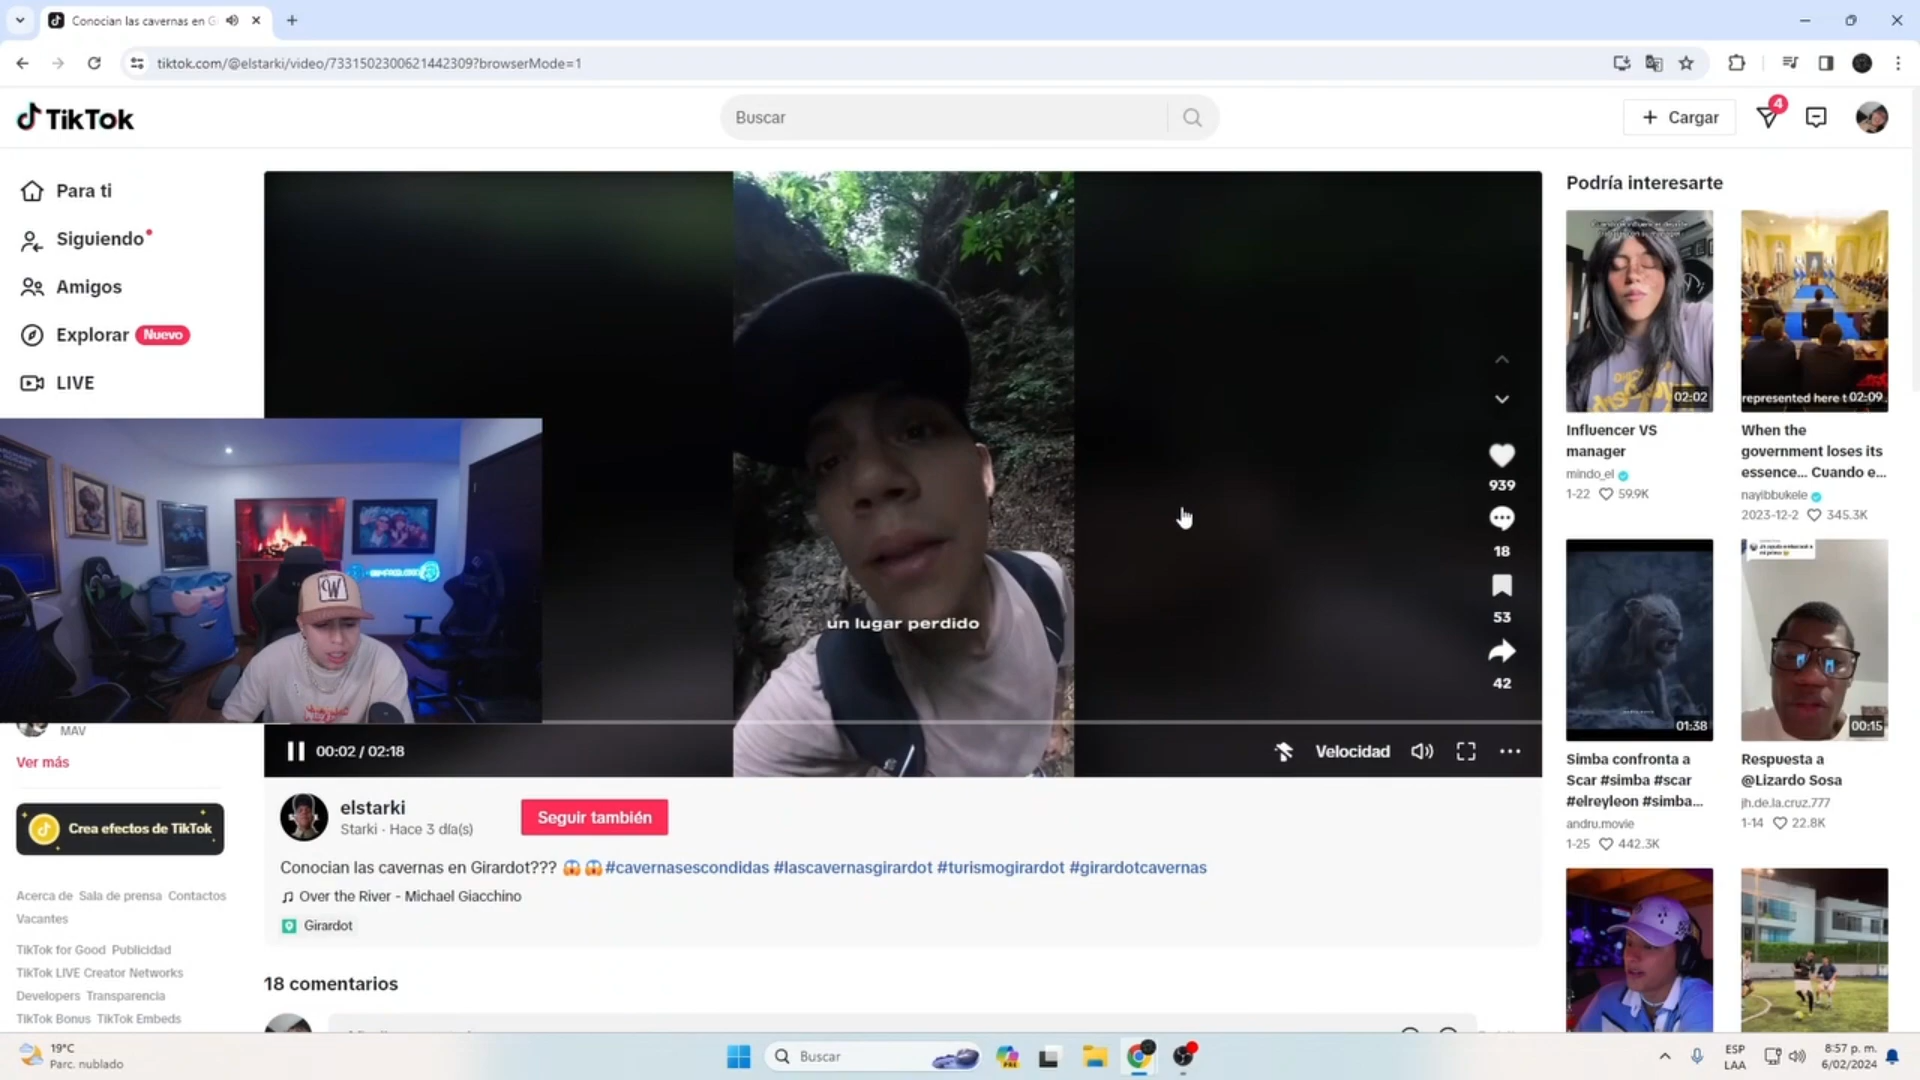 Conocian las cavernas en G
tiktok.com/@elstarki/video/7331502300621442309?browserMode=1
TikTok
Buscar
Cargar
4
Para ti
Siguiendo
Amigos
Explorar Nuevo
LIVE
MAV
Ver más
Crea efectos de TikTok
Acerca de Sala de prensa Contactos
Vacantes
TikTok for Good Publicidad
TikTok LIVE Creator Networks
Developers Transparencia
TikTok Bonus TikTok Embeds
W
un lugar perdido
939
18
53
42
00:02 / 02:18
Velocidad
elstarki
Starki · Hace 3 día(s)
Seguir también
Conocian las cavernas en Girardot??? 😱😱#cavernasescondidas #lascavernasgirardot #turismogirardot #girardotcavernas
Over the River - Michael Giacchino
Girardot
18 comentarios
Podría interesarte
02:02
Influencer VS
manager
mindo_el
1-22 59.9K
represented here t
02:09
When the
government loses its
essence... Cuando e...
nayibbukele
2023-12-2 345.3K
01:38
Simba confronta a
Scar #simba #scar
#elreyleon #simba...
andru.movie
1-25 442.3K
00:15
Respuesta a
@Lizardo Sosa
jh.de.la.cruz.777
1-14 22.8K
19°C
Parc. nublado
Buscar
ESP
LAA
8:57 p. m.
6/02/2024